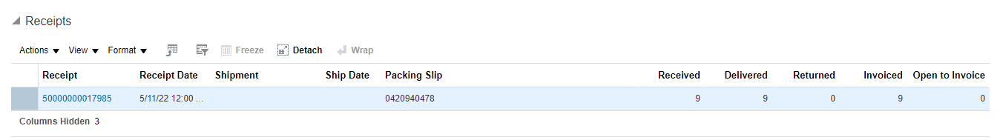 Receipts
Actions View Format Freeze Detach Wrap
Receipt Receipt Date Shipment Ship Date Packing Slip Received Delivered Returned Invoiced Open to Invoice
50000000017985 5/11/22 12:00 ... 0420940478 9 9 0 9 0
Columns Hidden 3